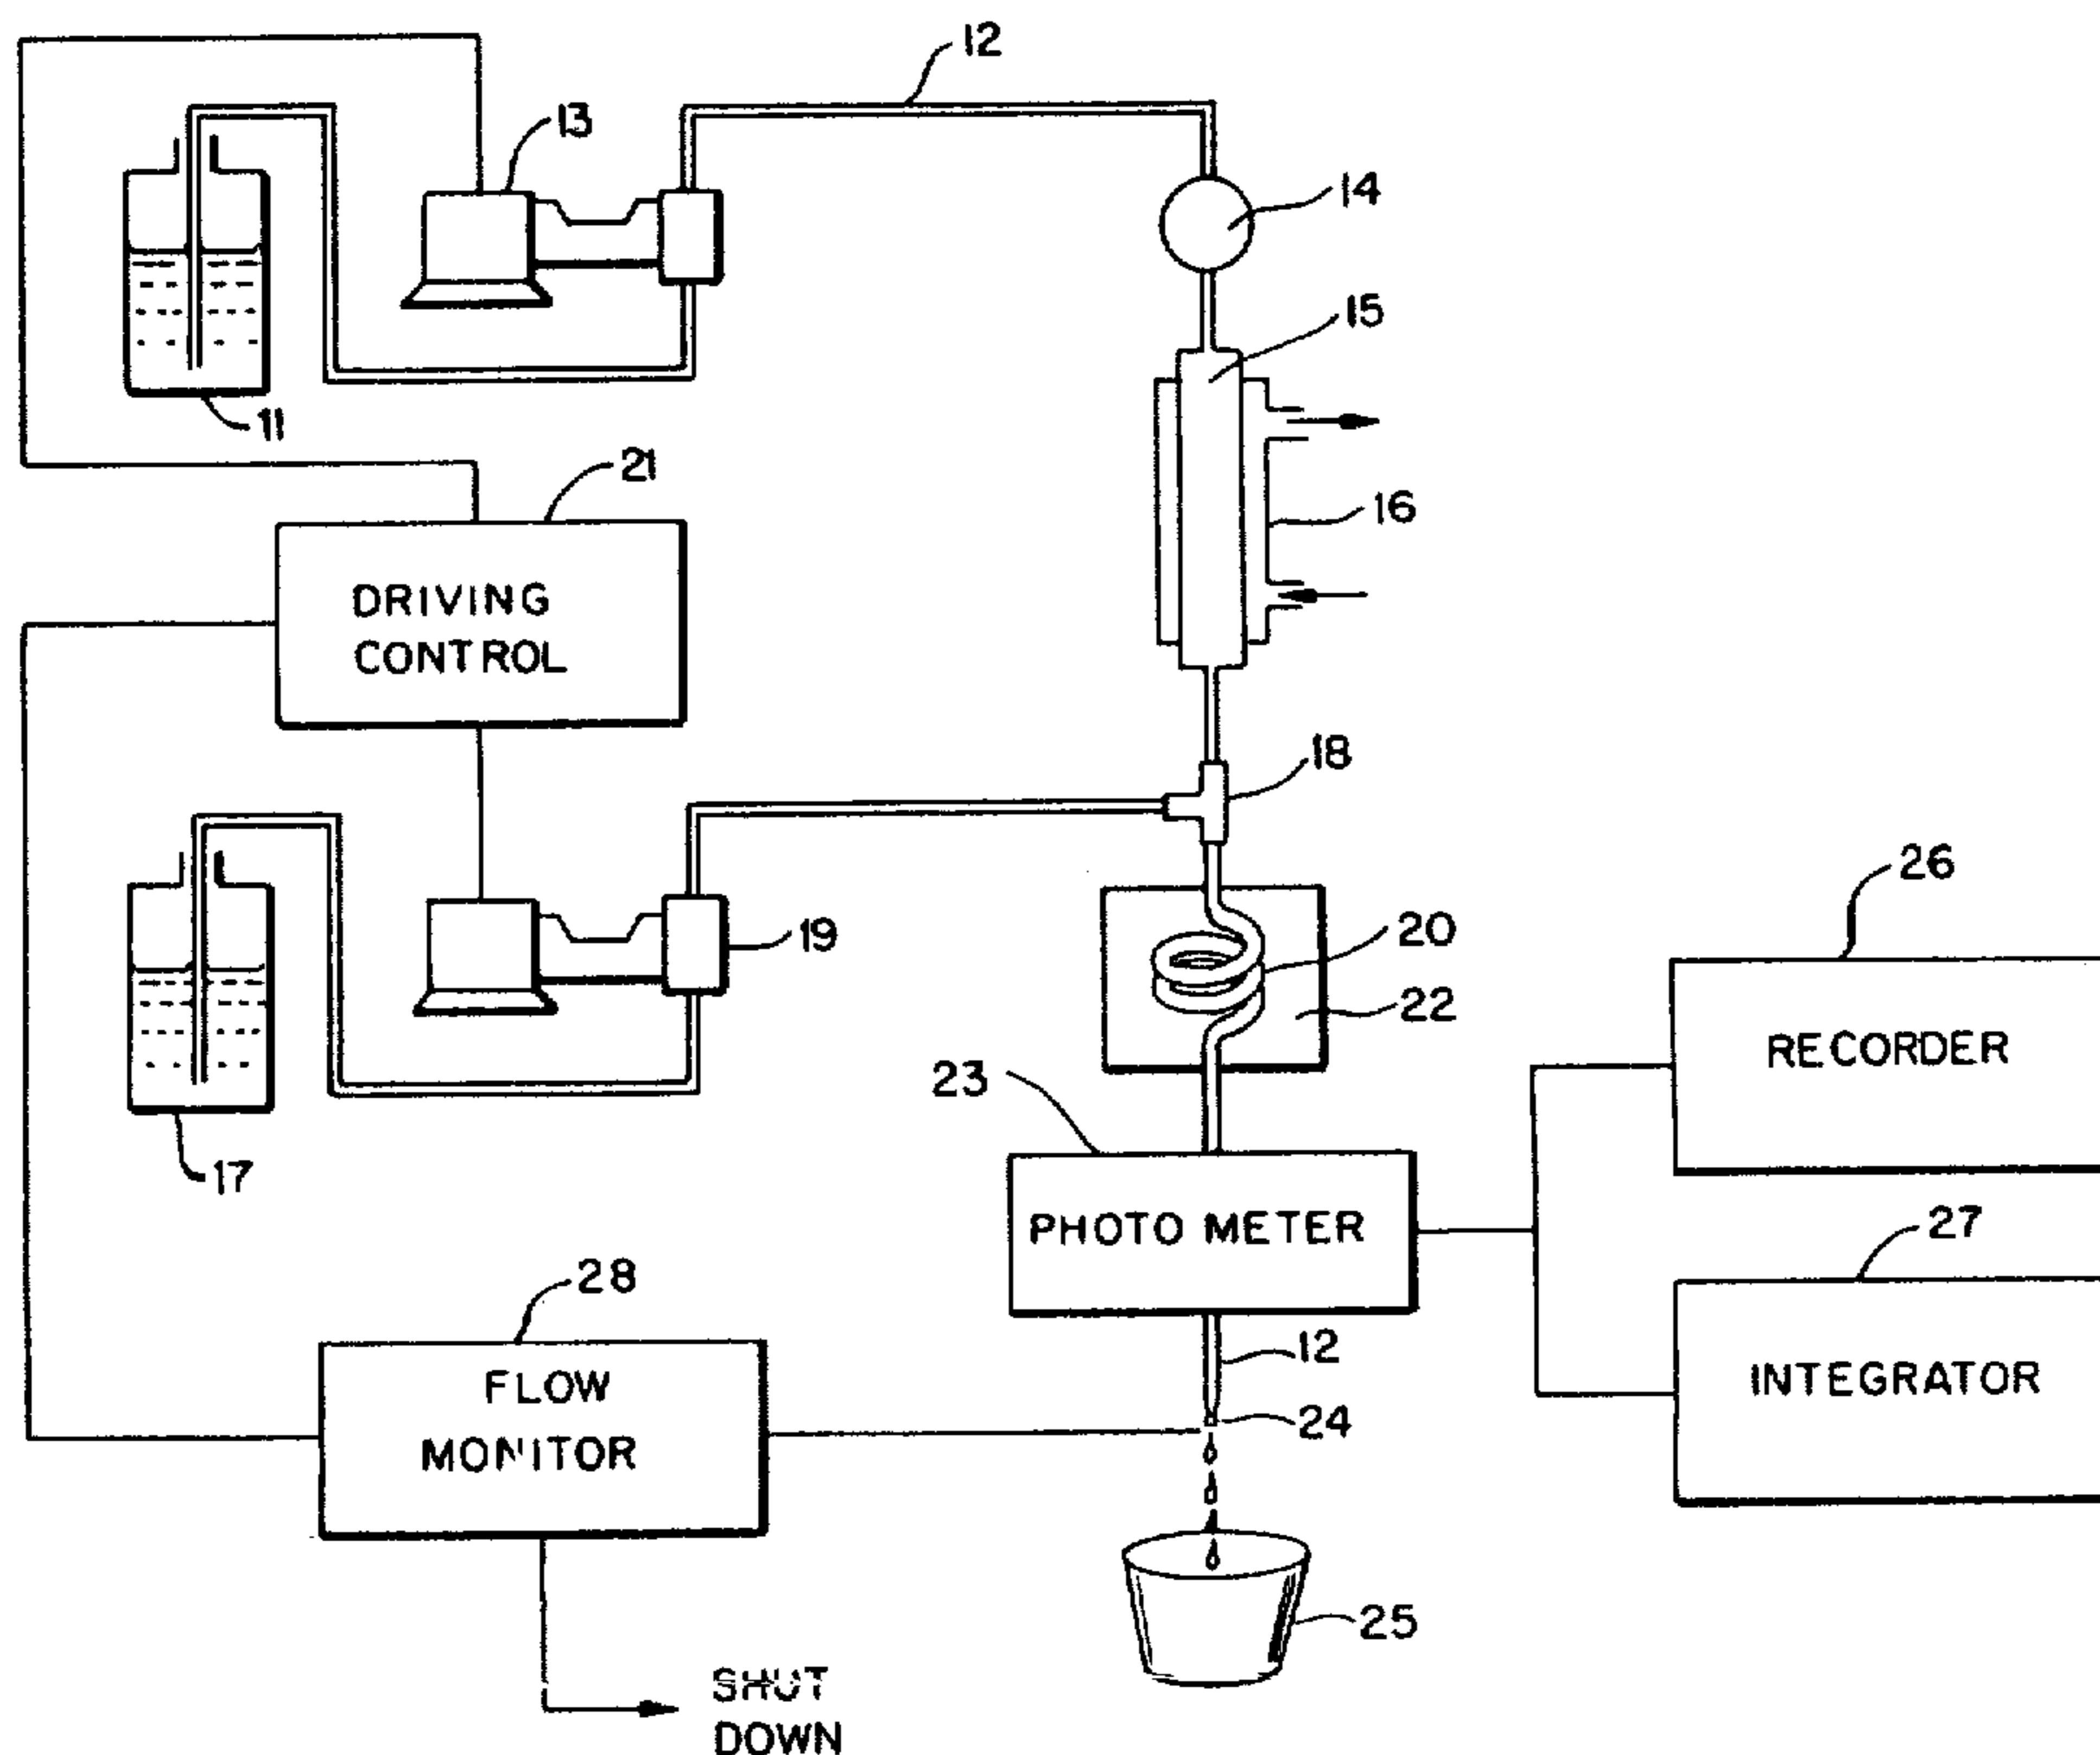 12
13
14
15
11
21
16
DRIVING
CONTROL
18
26
19
20
22
RECORDER
23
17
PHOTO METER
27
28
FLOW
MONITOR
12
24
INTEGRATOR
25
SHUT
DOWN